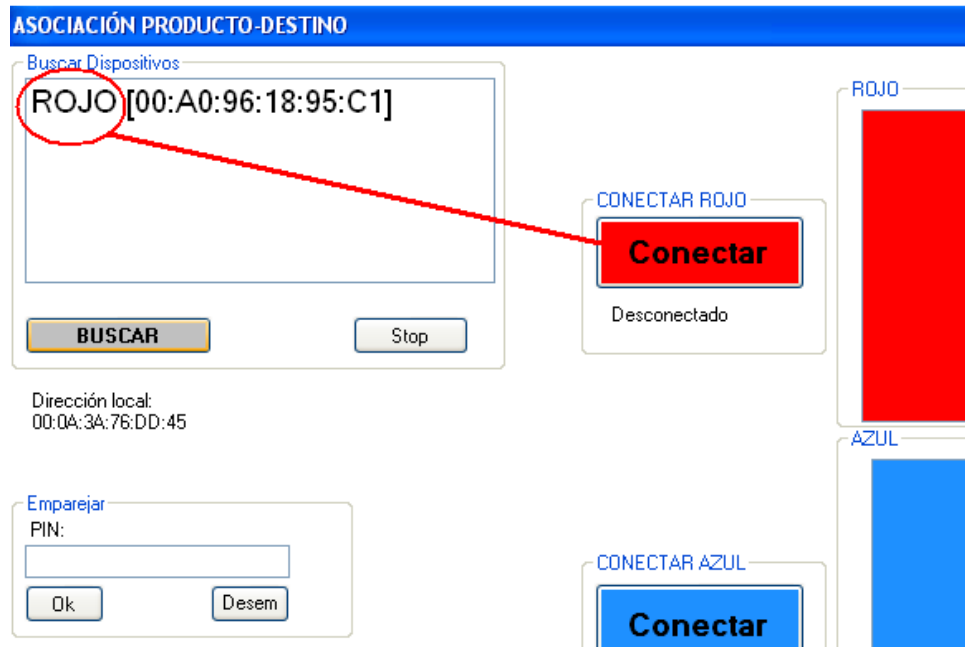 ASOCIACIÓN PRODUCTO-DESTINO
Buscar Dispositivos
ROJO [00:A0:96:18:95:C1]
BUSCAR
Stop
Dirección local:
00:0A:3A:76:DD:45
Emparejar
PIN:
Ok
Desem
CONECTAR ROJO
Conectar
Desconectado
CONECTAR AZUL
Conectar
ROJO
AZUL